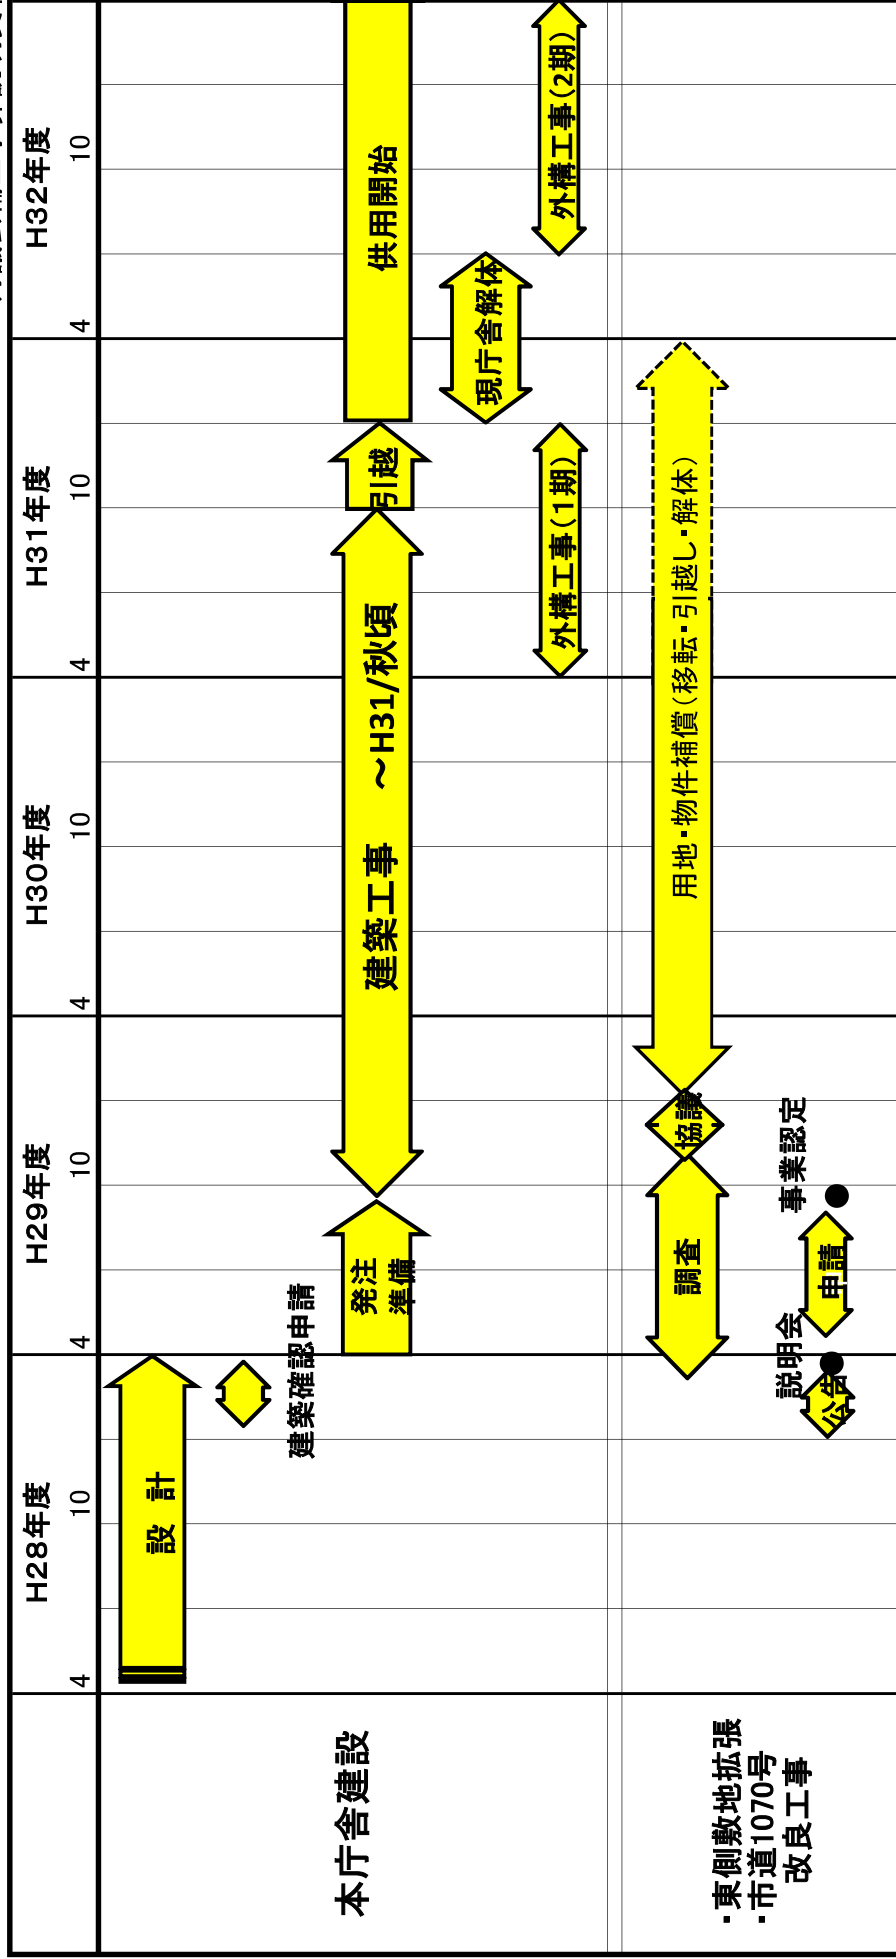 H28年度
H29年度
H30年度
H31年度
H32年度
4
10
4
10
4
10
4
10
4
10
本庁舎建設
設 計
建築確認申請
発注
準備
建築工事 ～H31/秋頃
引越
供用開始
現庁舎解体
外構工事(1期)
外構工事(2期)
・東側敷地拡張
・市道1070号
改良工事
調査
協議
用地・物件補償(移転・引越し・解体)
説明会
事業認定
公告
申請